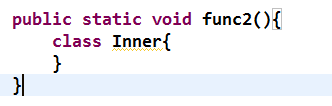 public static void func2(){
    class Inner{
    }
}